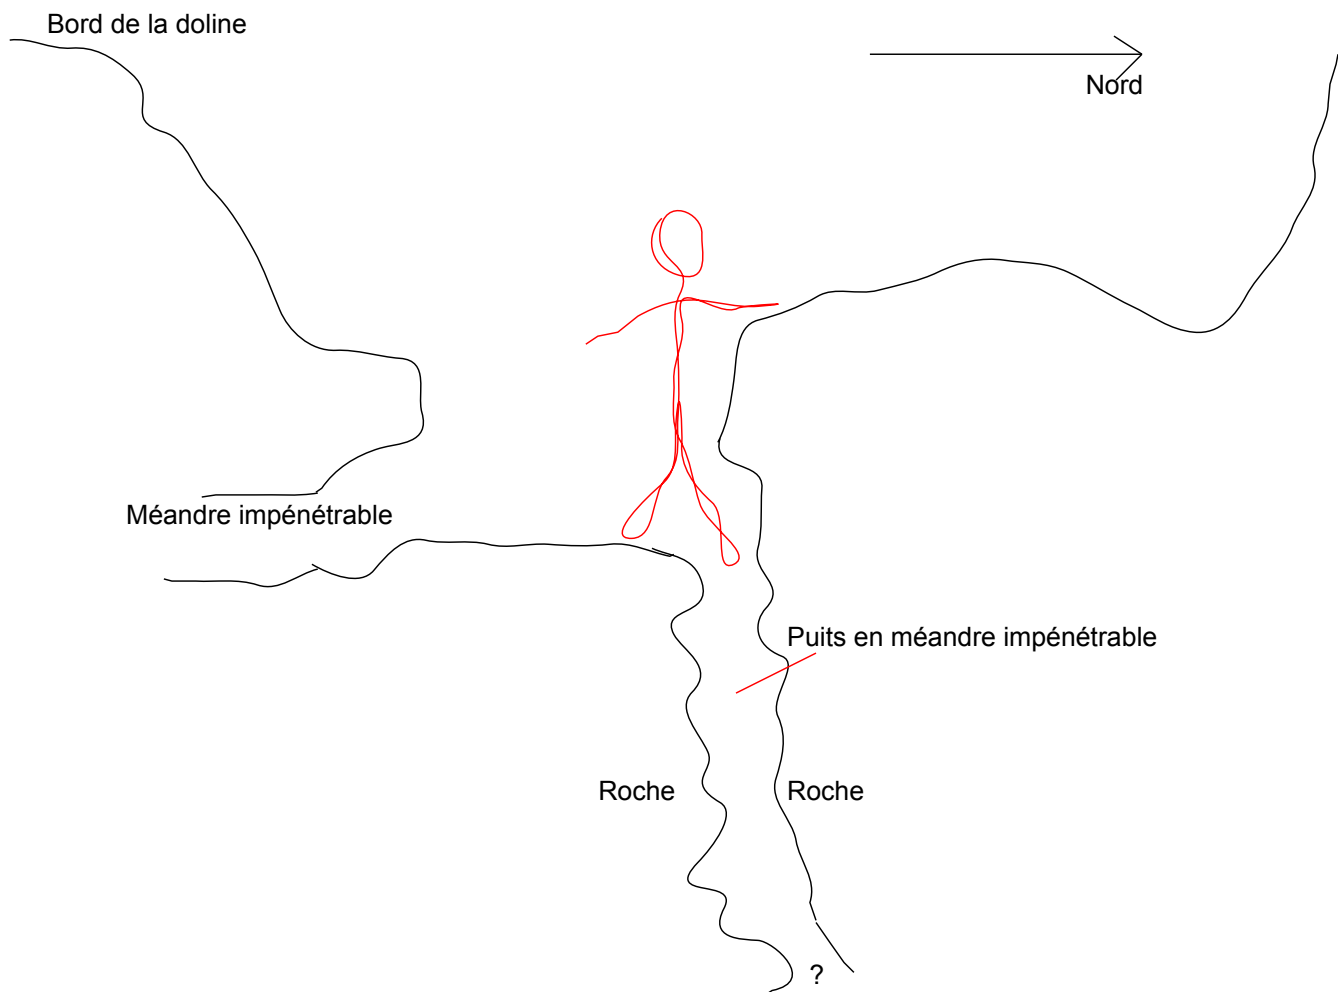 Bord de la doline
Nord
Méandre impénétrable
Puits en méandre impénétrable
Roche
Roche
?